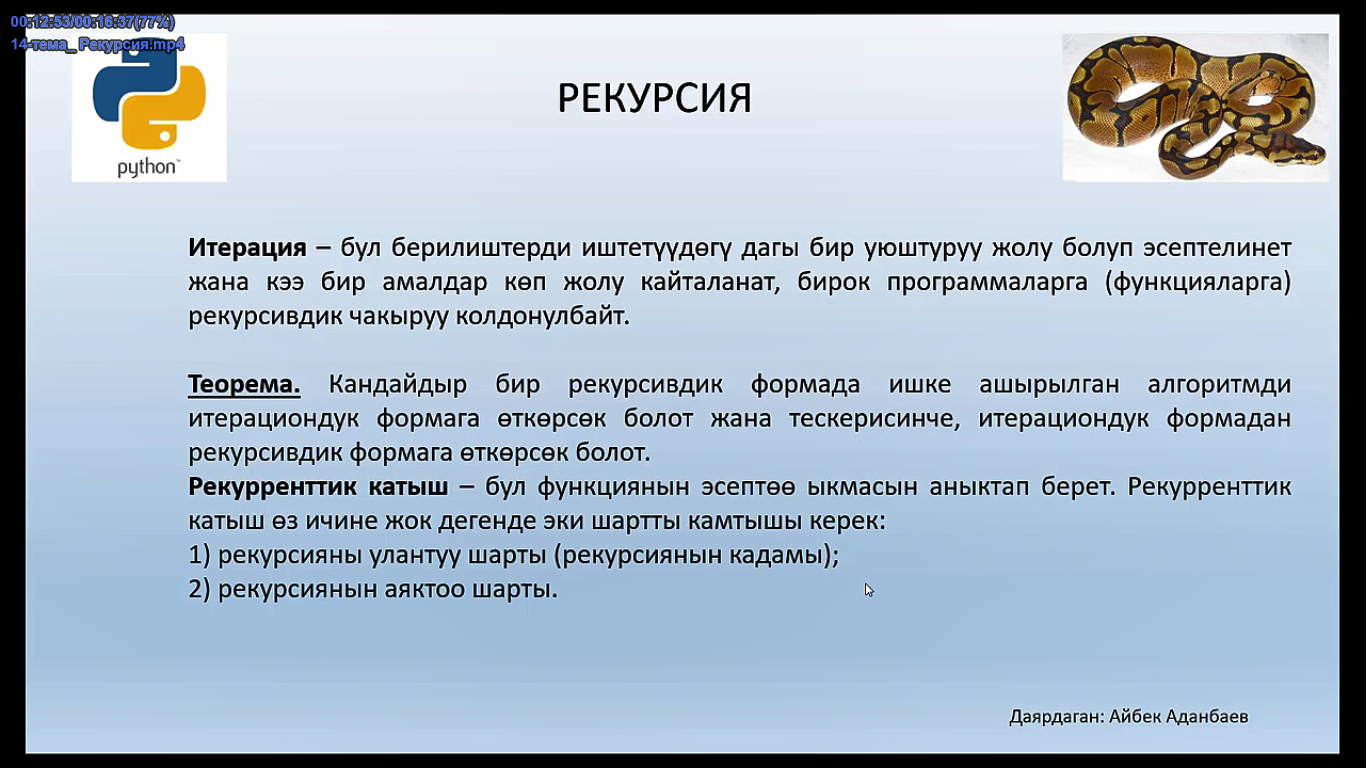 00:12:53/00:16:37(77%)
14-тема_ Рекурсия.mp4
python™
РЕКУРСИЯ
Итерация – бул берилиштерди иштетүүдөгү дагы бир уюштуруу жолу болуп эсептелинет
жана кээ бир амалдар көп жолу кайталанат, бирок программаларга (функцияларга)
рекурсивдик чакыруу колдонулбайт.
Теорема. Кандайдыр бир рекурсивдик формада ишке ашырылган алгоритмди
итерациондук формага өткөрсөк болот жана тескерисинче, итерациондук формадан
рекурсивдик формага өткөрсөк болот.
Рекурренттик катыш – бул функциянын эсептөө ыкмасын аныктап берет. Рекурренттик
катыш өз ичине жок дегенде эки шартты камтышы керек:
1) рекурсияны улантуу шарты (рекурсиянын кадамы);
2) рекурсиянын аяктоо шарты.
Даярдаган: Айбек Аданбаев